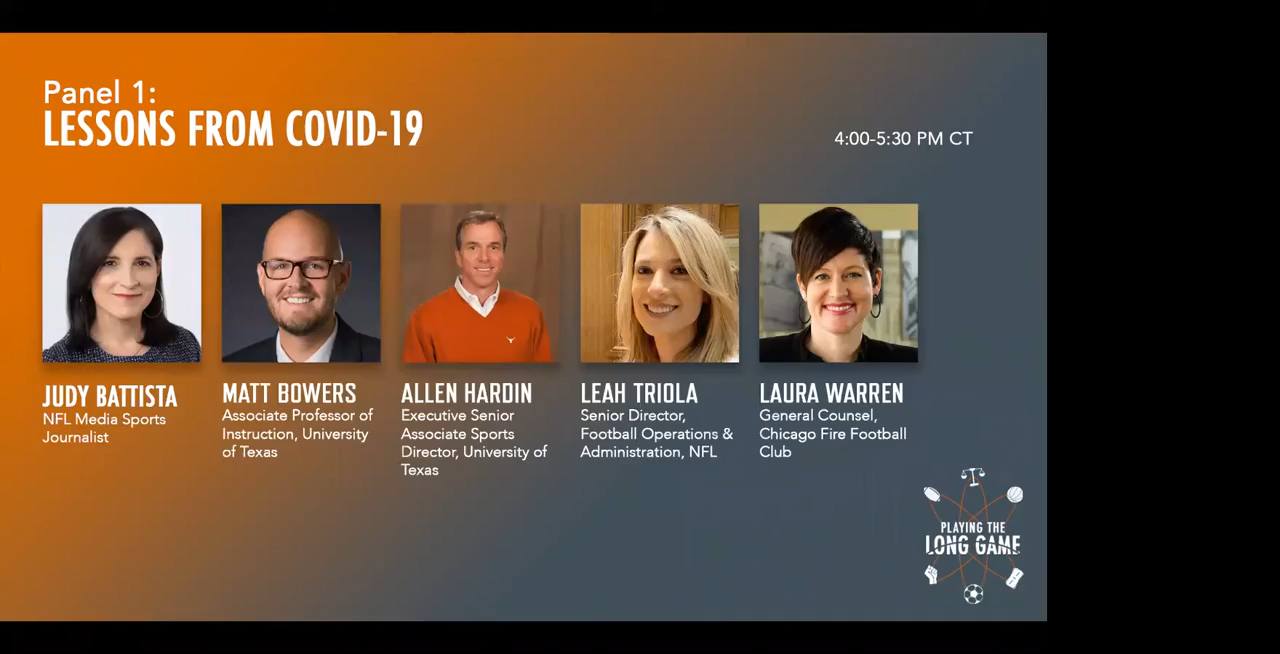 Panel 1:
LESSONS FROM COVID-19
4:00-5:30 PM CT
JUDY BATTISTA
NFL Media Sports
Journalist
MATT BOWERS
Associate Professor of
Instruction, University
of Texas
ALLEN HARDIN
Executive Senior
Associate Sports
Director, University of
Texas
LEAH TRIOLA
Senior Director,
Football Operations &
Administration, NFL
LAURA WARREN
General Counsel,
Chicago Fire Football
Club
PLAYING THE
LONG GAME